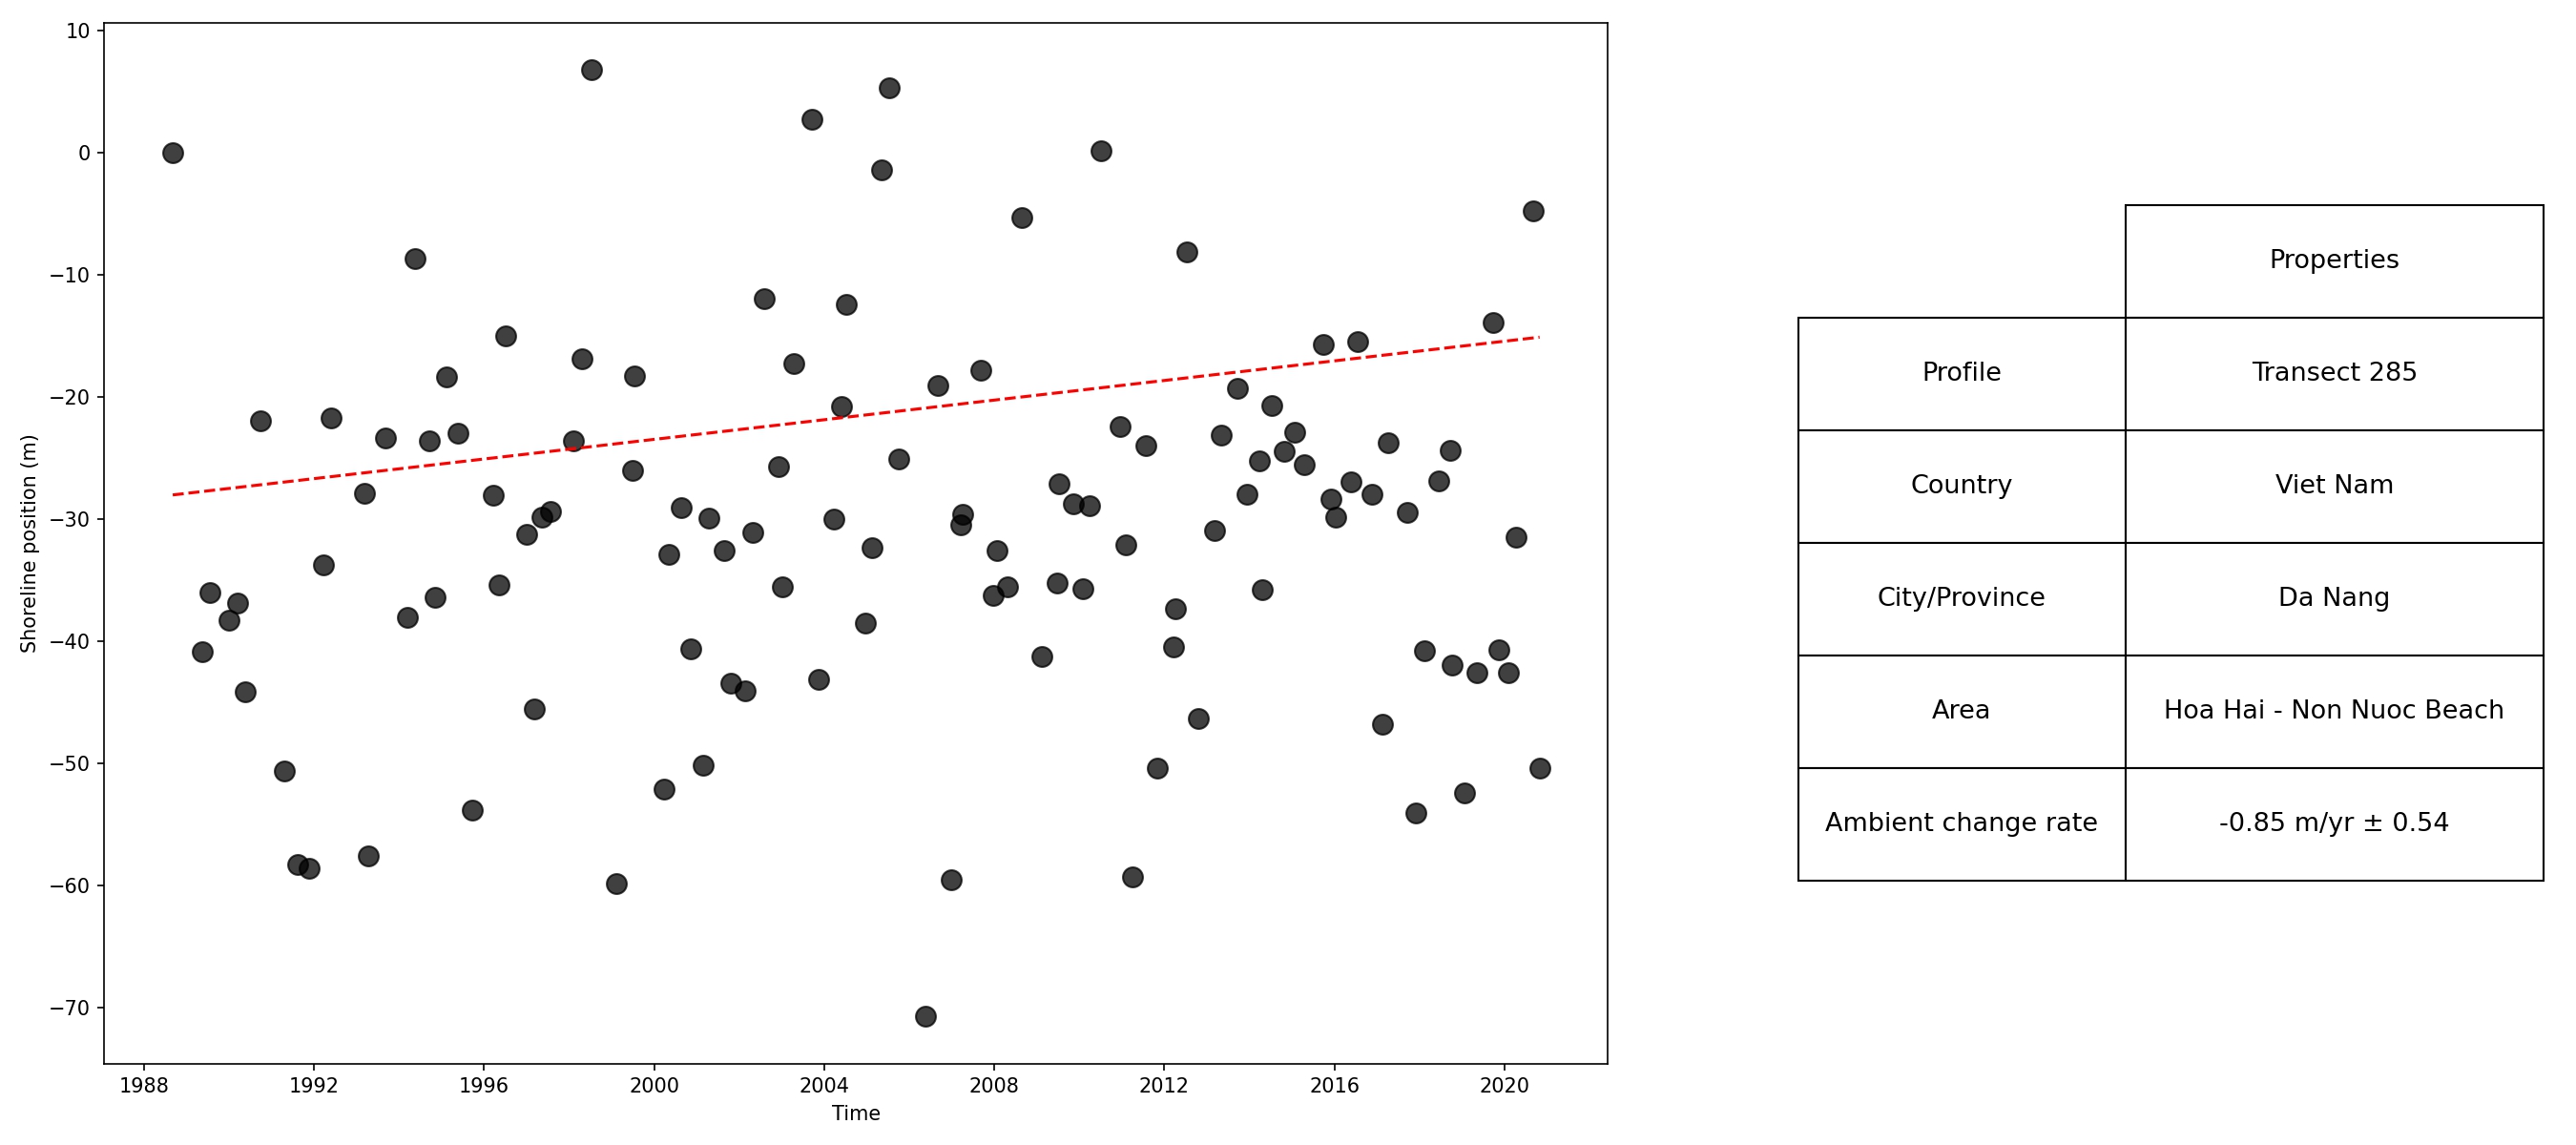 10
0
−10
−20
−30
−40
−50
−60
−70
Shoreline position (m)
1988 1992 1996 2000 2004 2008 2012 2016 2020
Time
Properties
Profile Transect 285
Country Viet Nam
City/Province Da Nang
Area Hoa Hai - Non Nuoc Beach
Ambient change rate -0.85 m/yr ± 0.54